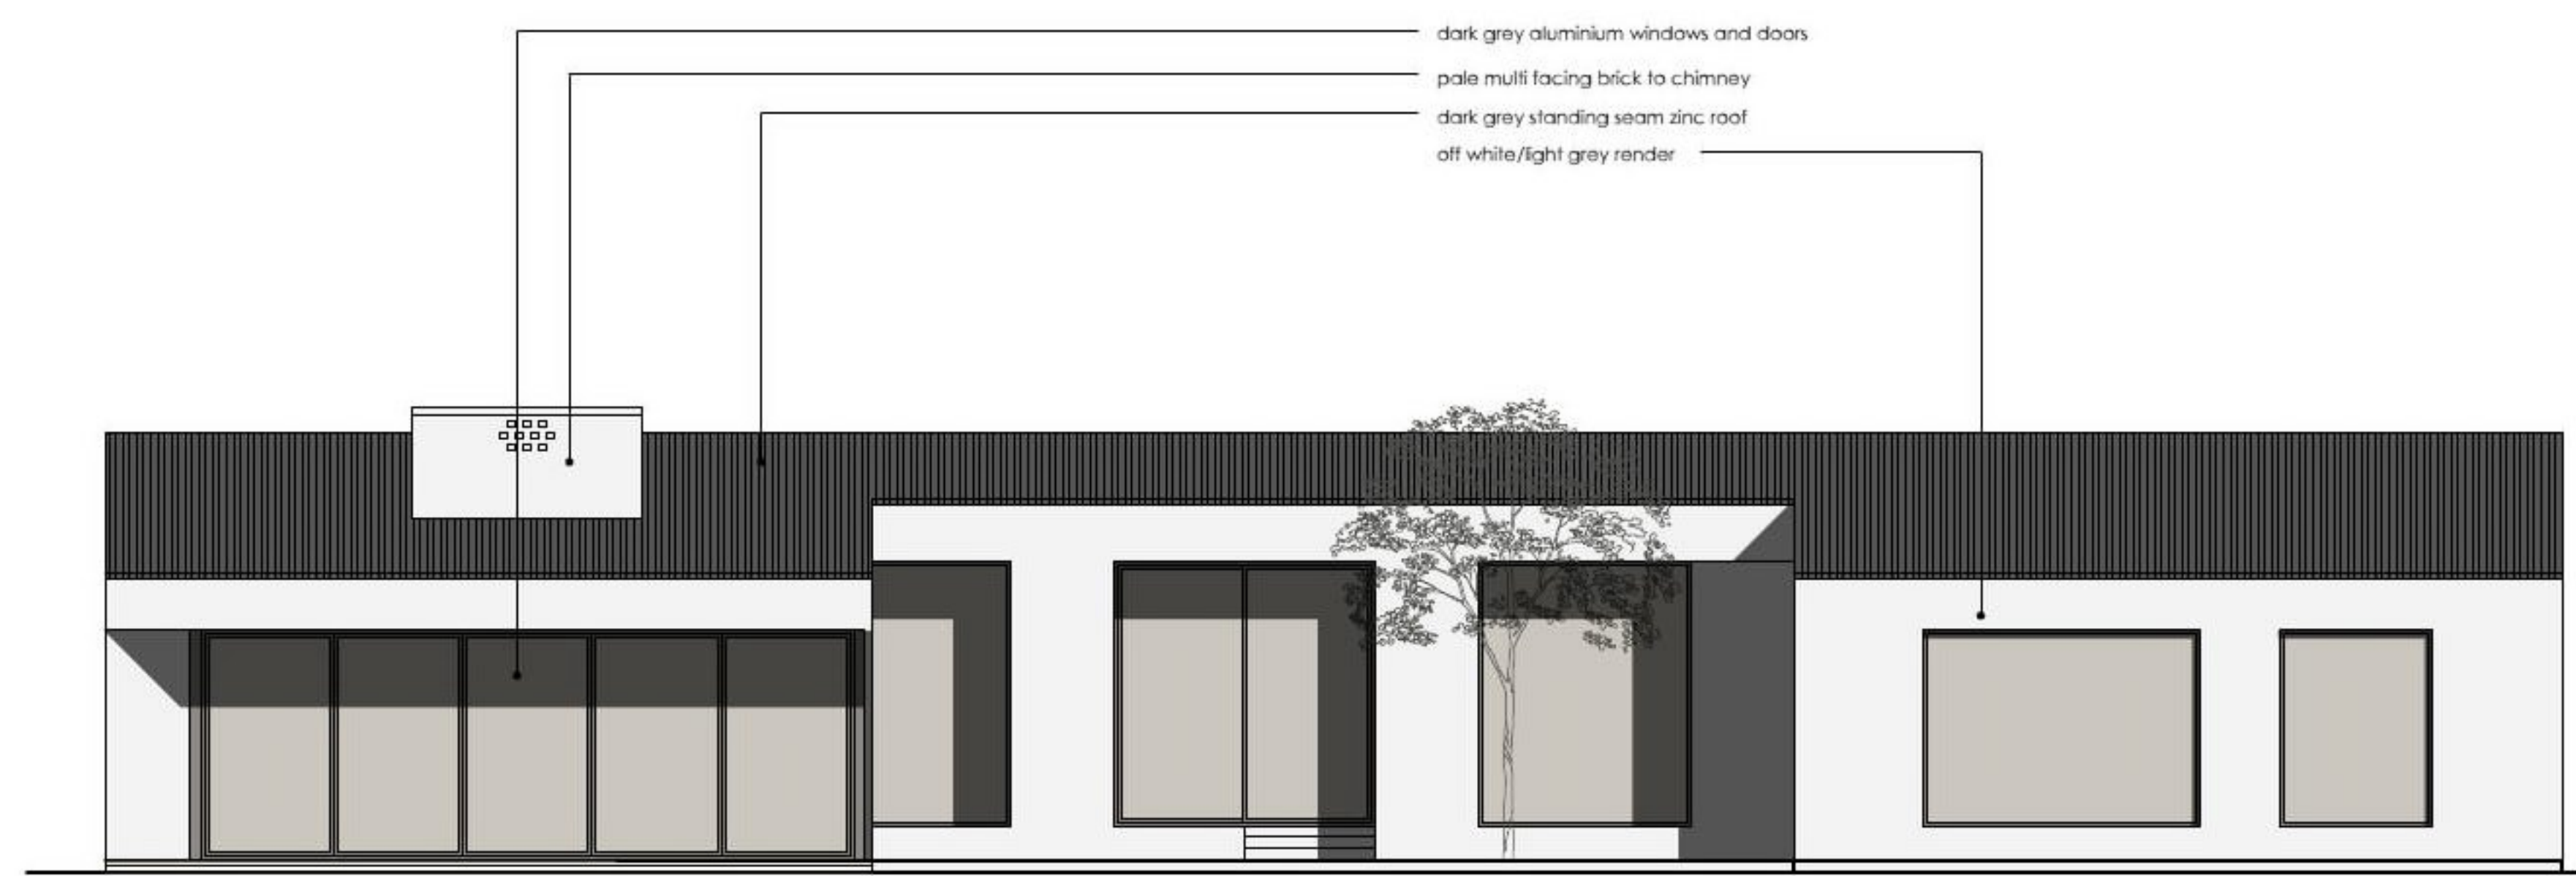 dark grey aluminium windows and doors
pale multi facing brick to chimney
dark grey standing seam zinc roof
off white/light grey render